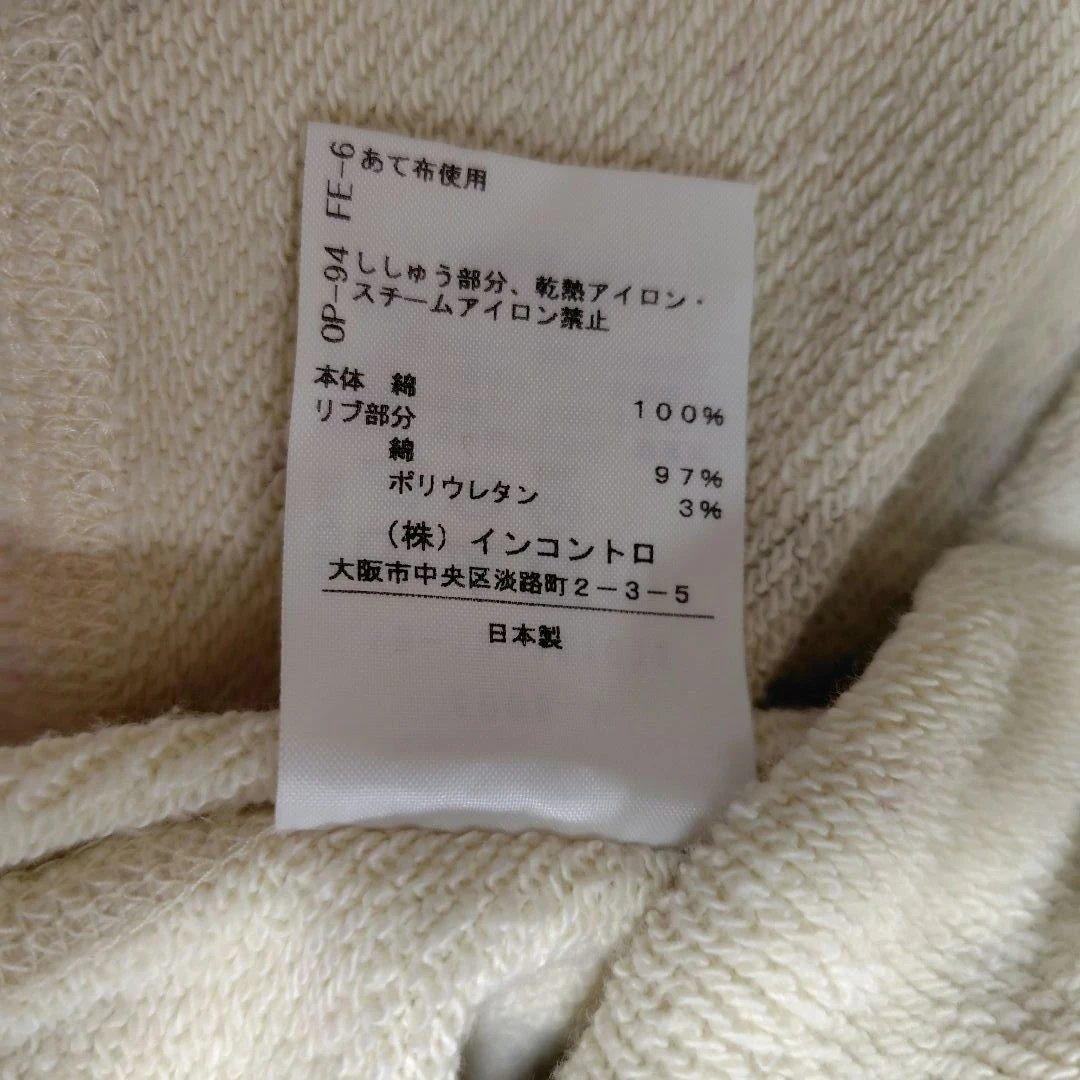 FE-6
あて布使用
OP-94
ししゅう部分、乾熱アイロン・
スチームアイロン禁止
本体 綿 100%
リブ部分
綿 97%
ポリウレタン 3%
(株)インコントロ
大阪市中央区淡路町2-3-5
日本製